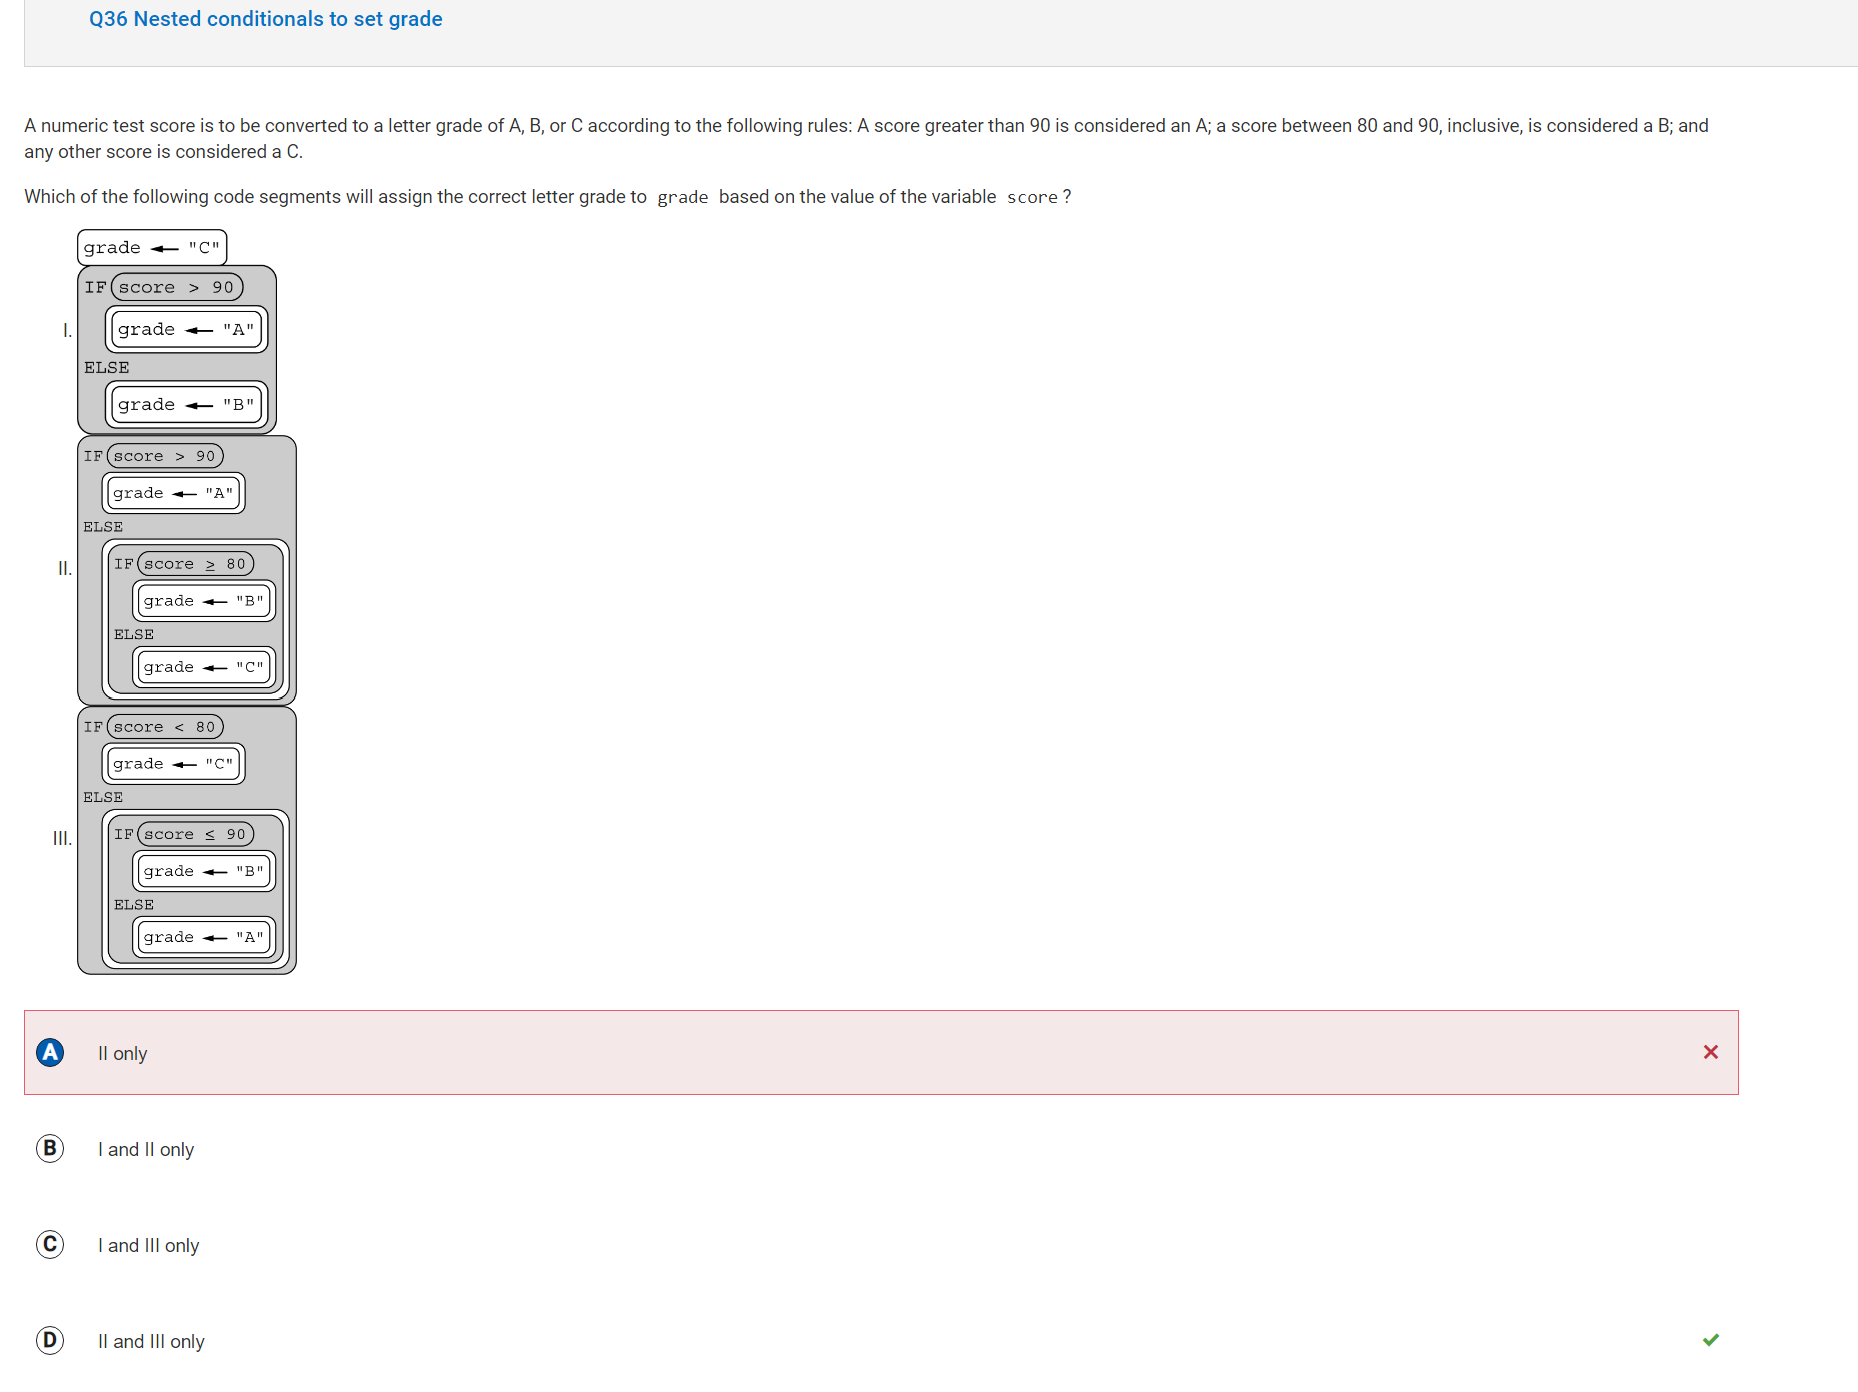 Q36 Nested conditionals to set grade
A numeric test score is to be converted to a letter grade of A, B, or C according to the following rules: A score greater than 90 is considered an A; a score between 80 and 90, inclusive, is considered a B; and
any other score is considered a C.
Which of the following code segments will assign the correct letter grade to grade based on the value of the variable score?
grade ← "C"
IF score > 90
I. grade ← "A"
ELSE
grade ← "B"
IF score > 90
grade ← "A"
ELSE
II. IF score ≥ 80
grade ← "B"
ELSE
grade ← "C"
IF score < 80
grade ← "C"
ELSE
III. IF score ≤ 90
grade ← "B"
ELSE
grade ← "A"
A II only
B I and II only
C I and III only
D II and III only